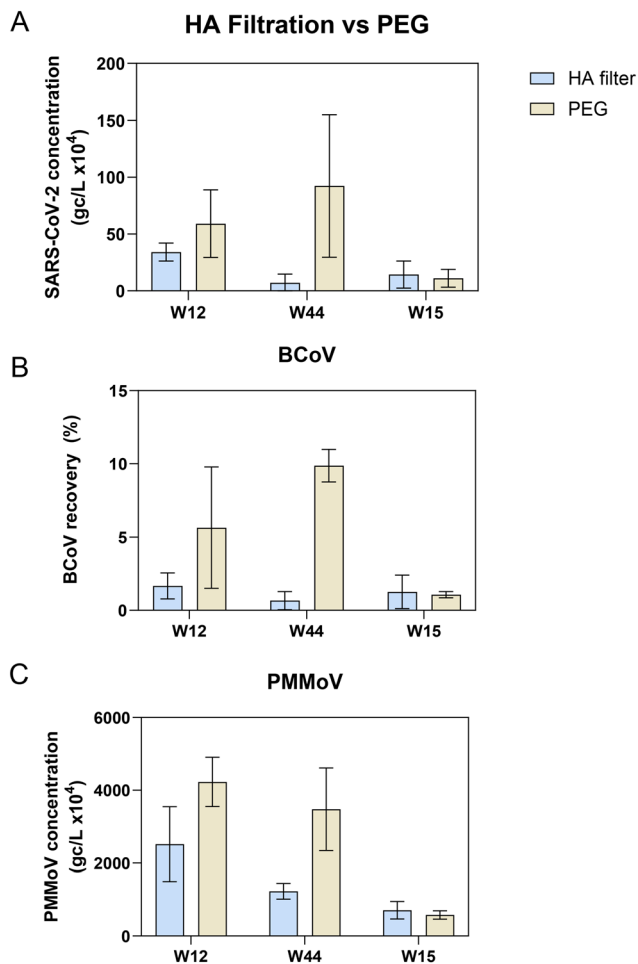 A
HA Filtration vs PEG
SARS-CoV-2 concentration
(gc/L x10⁴)
200
150
100
50
0
W12 W44 W15
HA filter
PEG
B
BCoV
BCoV recovery (%)
15
10
5
0
W12 W44 W15
C
PMMoV
PMMoV concentration
(gc/L x10⁴)
6000
4000
2000
0
W12 W44 W15